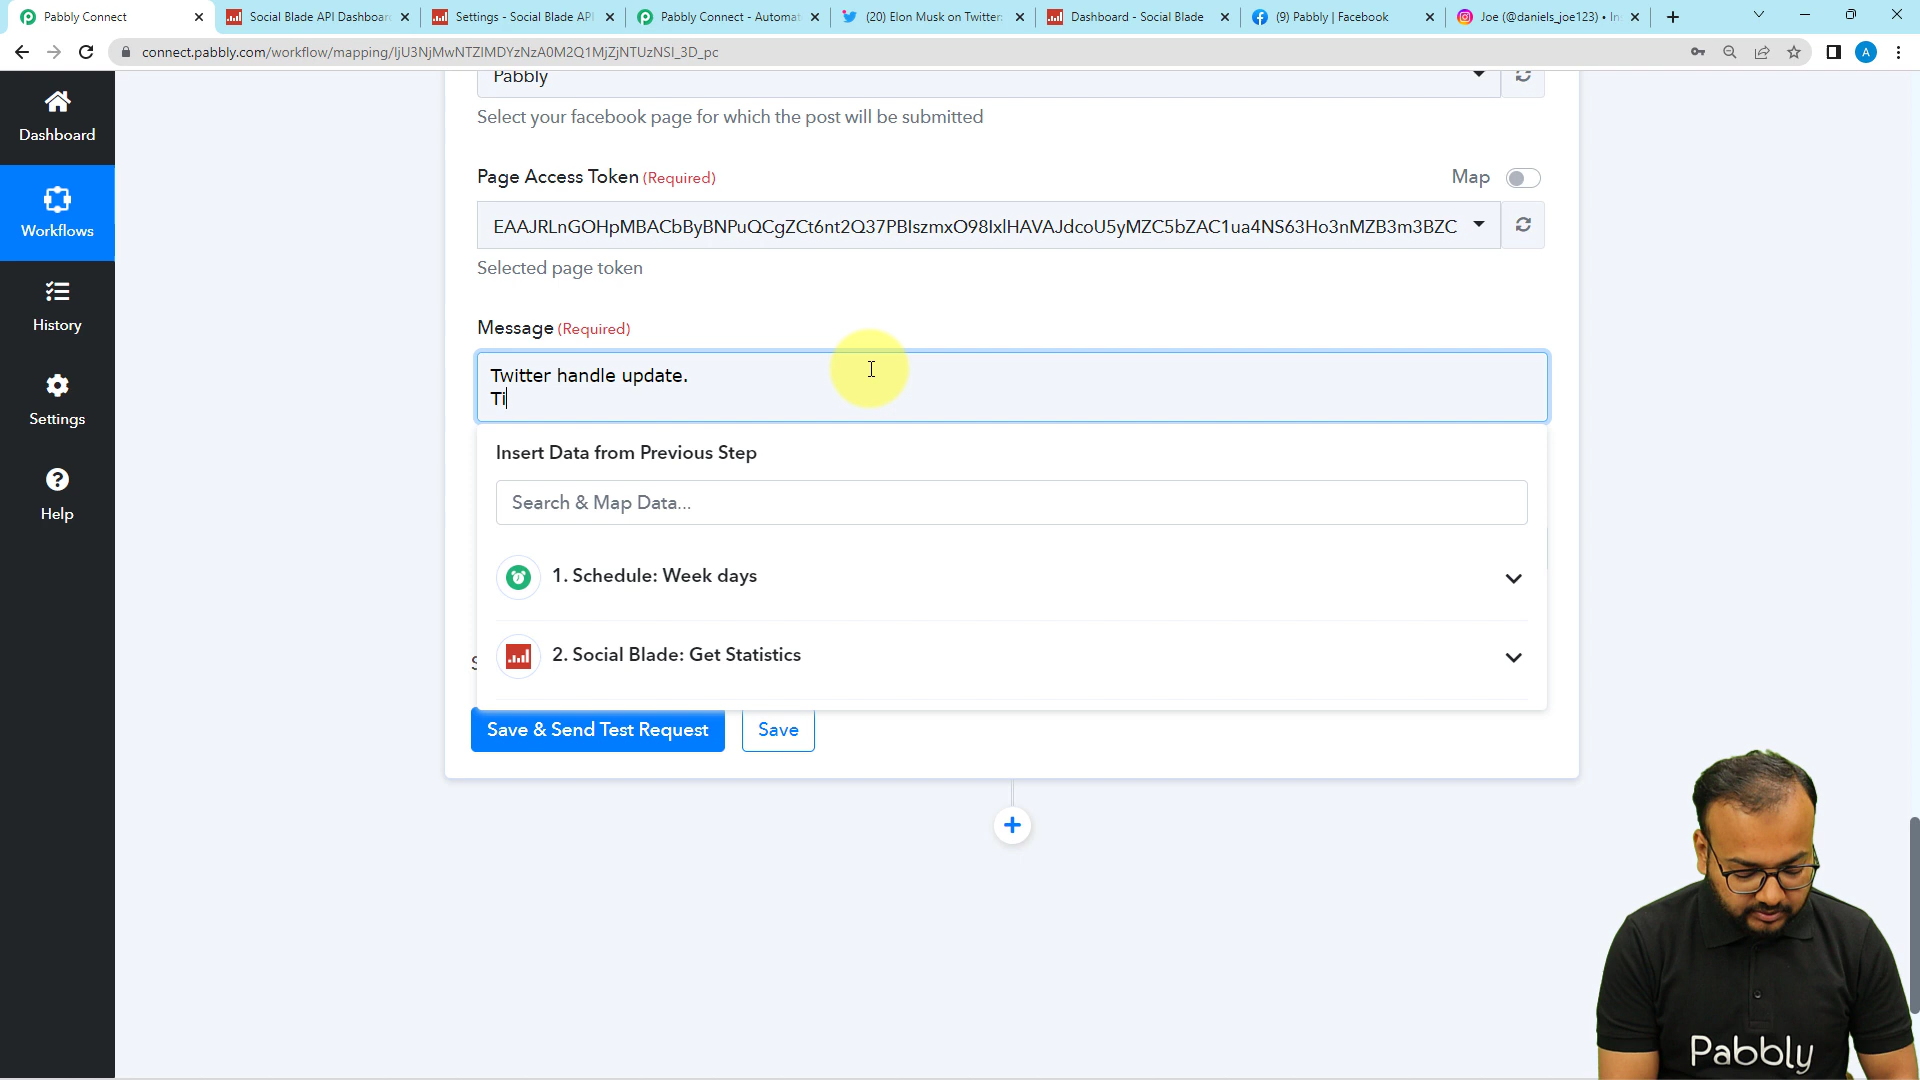 Pabbly Connect
Social Blade API Dashboar
Settings - Social Blade API
Pabbly Connect - Automat
(20) Elon Musk on Twitter:
Dashboard - Social Blade
(9) Pabbly | Facebook
Joe (@daniels_joe123) • In
connect.pabbly.com/workflow/mapping/IjU3NjMwNTZlMDYzNzA0M2Q1MjZjNTUzNSI_3D_pc
A
Dashboard
Workflows
History
Settings
Help
Pabbly
Select your facebook page for which the post will be submitted
Page Access Token (Required)
Map
EAAJRLnGOHpMBACbByBNPuQCgZCt6nt2Q37PBIszmxO98IxlHAVAJdcoU5yMZC5bZAC1ua4NS63Ho3nMZB3m3BZC
Selected page token
Message (Required)
Twitter handle update.
Ti
Insert Data from Previous Step
Search & Map Data...
1. Schedule: Week days
2. Social Blade: Get Statistics
Save & Send Test Request
Save
Pabbly